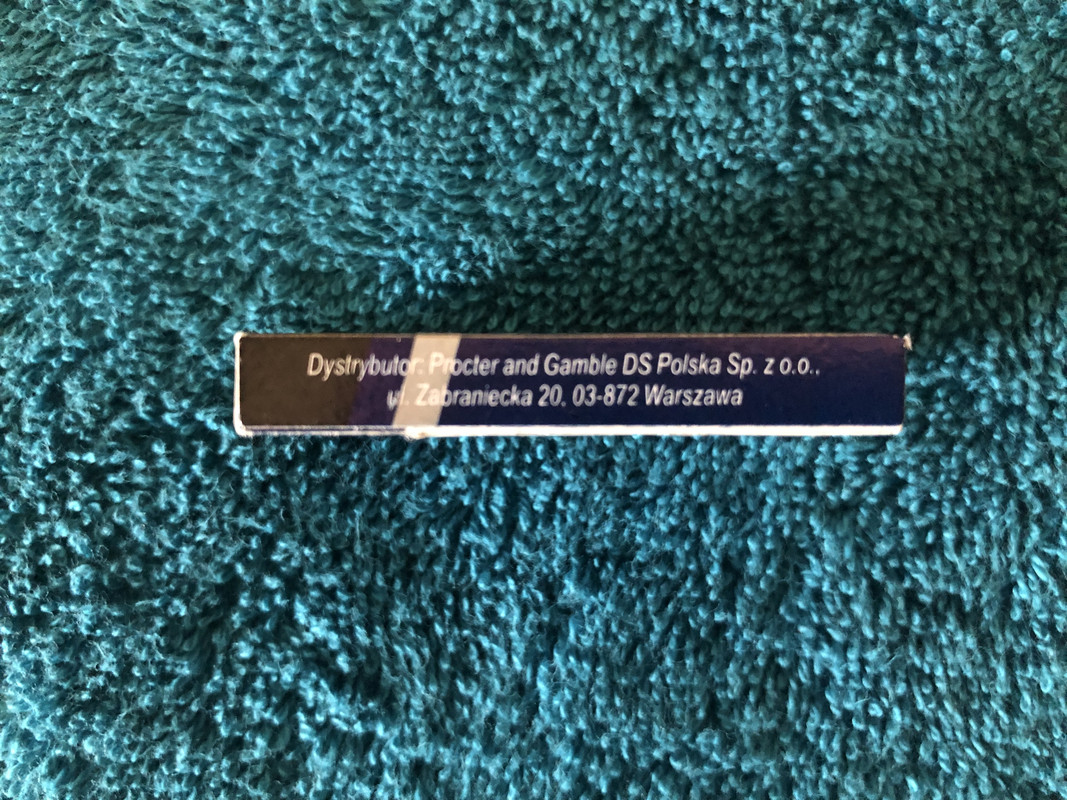 Dystrybutor: Procter and Gamble DS Polska Sp. z o.o.,
ul. Zabraniecka 20, 03-872 Warszawa